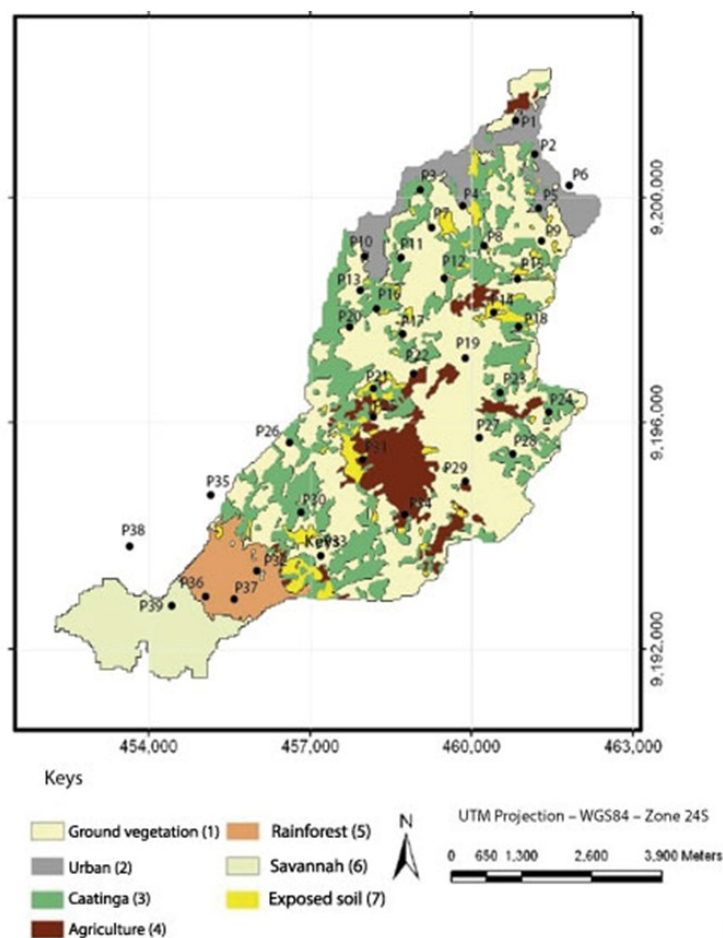 P1
P2
P6
P3
P4
P5
P7
P8
P9
P10
P11
P12
P15
P13
P16
P14
P20
P17
P18
P19
P22
P21
P23
P24
P26
P27
P28
P31
P29
P35
P30
P34
P38
Keys
P36
P37
P39
9,200,000
9,196,000
9,192,000
454,000 457,000 460,000 463,000
Keys
Ground vegetation (1)
Urban (2)
Caatinga (3)
Agriculture (4)
Rainforest (5)
Savannah (6)
Exposed soil (7)
N
UTM Projection – WGS84 – Zone 24S
0 650 1,300 2,600 3,900 Meters